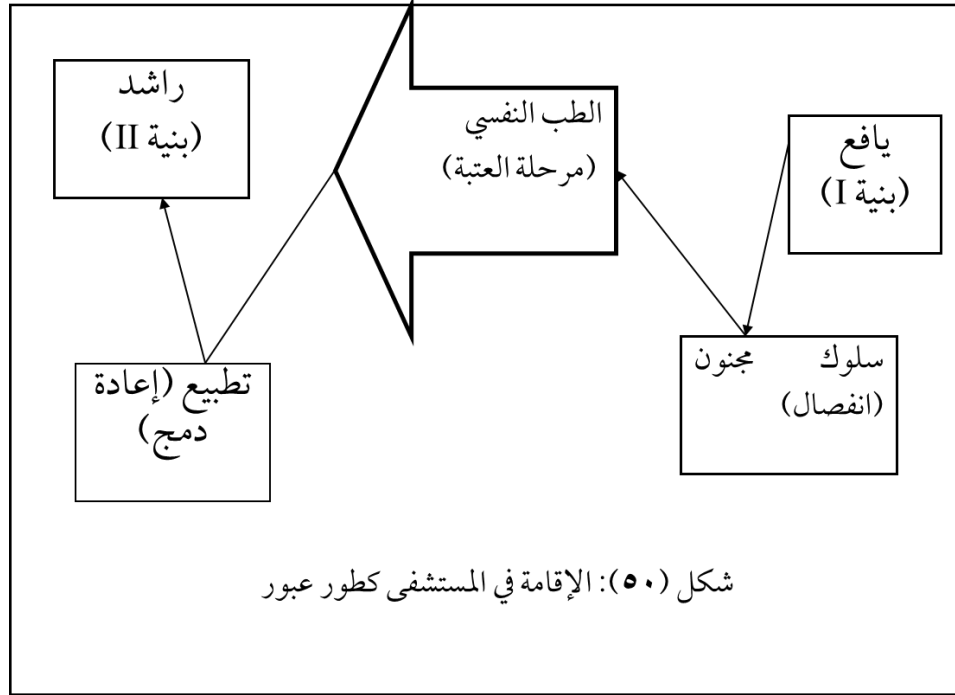 يافع
(بنية I)
سلوك مجنون
(انفصال)
الطب النفسي
(مرحلة العتبة)
تطبيع (إعادة
دمج)
راشد
(بنية II)
شكل (٥٠): الإقامة في المستشفى كطور عبور